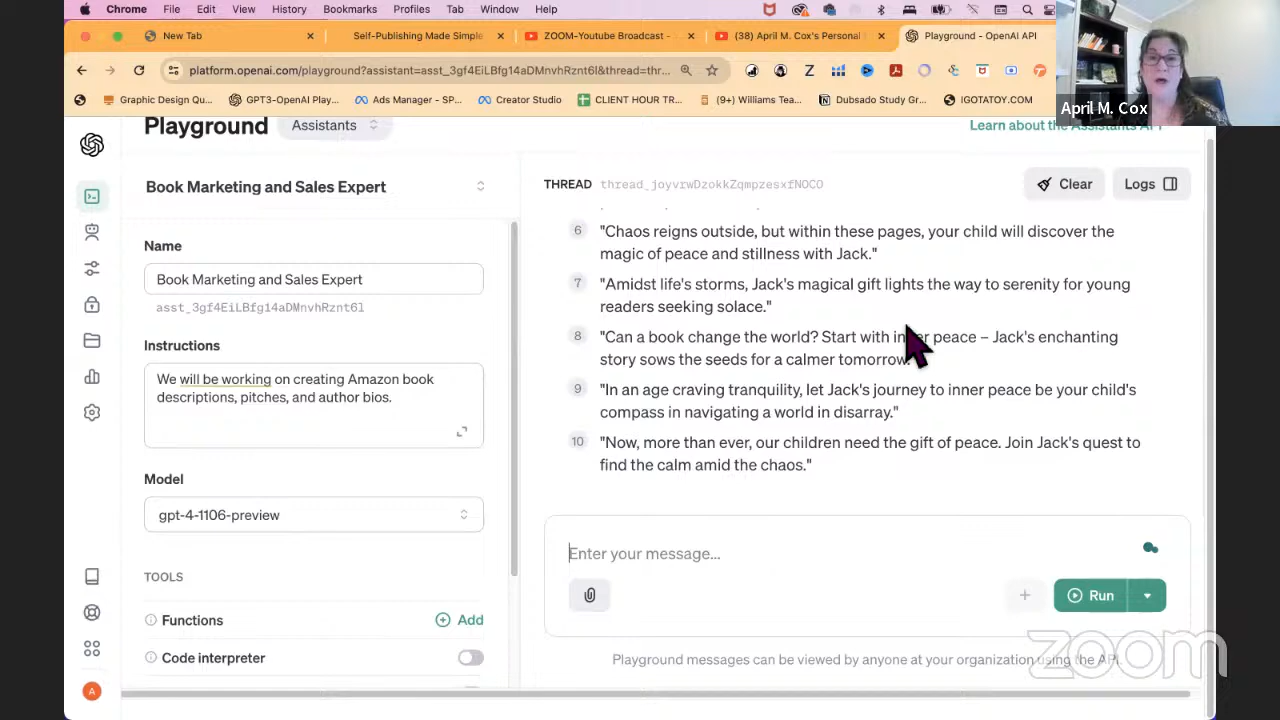 Chrome File Edit View History Bookmarks Profiles Tab Window Help
New Tab
Self-Publishing Made Simple
ZOOM-Youtube Broadcast -
(38) April M. Cox's Personal
Playground - OpenAI API
platform.openai.com/playground?assistant=asst_3gf4EiLBfg14aDMnvhRznt6l&thread=thr...
Graphic Design Qu...
GPT3-OpenAI Play...
Ads Manager - SP...
Creator Studio
CLIENT HOUR TR...
(9+) Williams Tea...
Dubsado Study Gr...
IGOTATOY.COM
April M. Cox
Playground
Assistants
Learn about the Assistants API
Book Marketing and Sales Expert
Name
Book Marketing and Sales Expert
asst_3gf4EiLBfg14aDMnvhRznt6l
Instructions
We will be working on creating Amazon book
descriptions, pitches, and author bios.
Model
gpt-4-1106-preview
TOOLS
Functions
Add
Code interpreter
A
THREAD thread_joyvrwDzokkZqmpzesxfNOCO
Clear
Logs
6 "Chaos reigns outside, but within these pages, your child will discover the
magic of peace and stillness with Jack."
7 "Amidst life's storms, Jack's magical gift lights the way to serenity for young
readers seeking solace."
8 "Can a book change the world? Start with inner peace – Jack's enchanting
story sows the seeds for a calmer tomorrow.
9 "In an age craving tranquility, let Jack's journey to inner peace be your child's
compass in navigating a world in disarray."
10 "Now, more than ever, our children need the gift of peace. Join Jack's quest to
find the calm amid the chaos."
Enter your message...
Run
Playground messages can be viewed by anyone at your organization using the API.
zoom